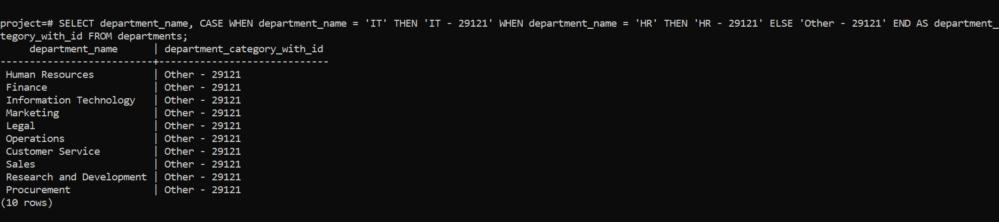 project=# SELECT department_name, CASE WHEN department_name = 'IT' THEN 'IT - 29121' WHEN department_name = 'HR' THEN 'HR - 29121' ELSE 'Other - 29121' END AS department_
tegory_with_id FROM departments;
     department_name      | department_category_with_id
--------------------------+-----------------------------
 Human Resources          | Other - 29121
 Finance                  | Other - 29121
 Information Technology   | Other - 29121
 Marketing                | Other - 29121
 Legal                    | Other - 29121
 Operations               | Other - 29121
 Customer Service         | Other - 29121
 Sales                    | Other - 29121
 Research and Development | Other - 29121
 Procurement              | Other - 29121
(10 rows)